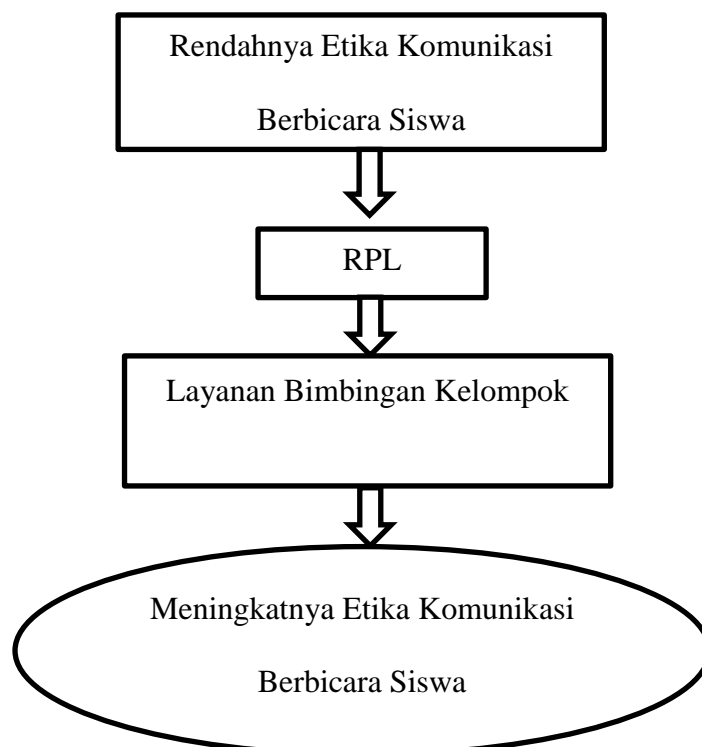 Rendahnya Etika Komunikasi
Berbicara Siswa
RPL
Layanan Bimbingan Kelompok
Meningkatnya Etika Komunikasi
Berbicara Siswa